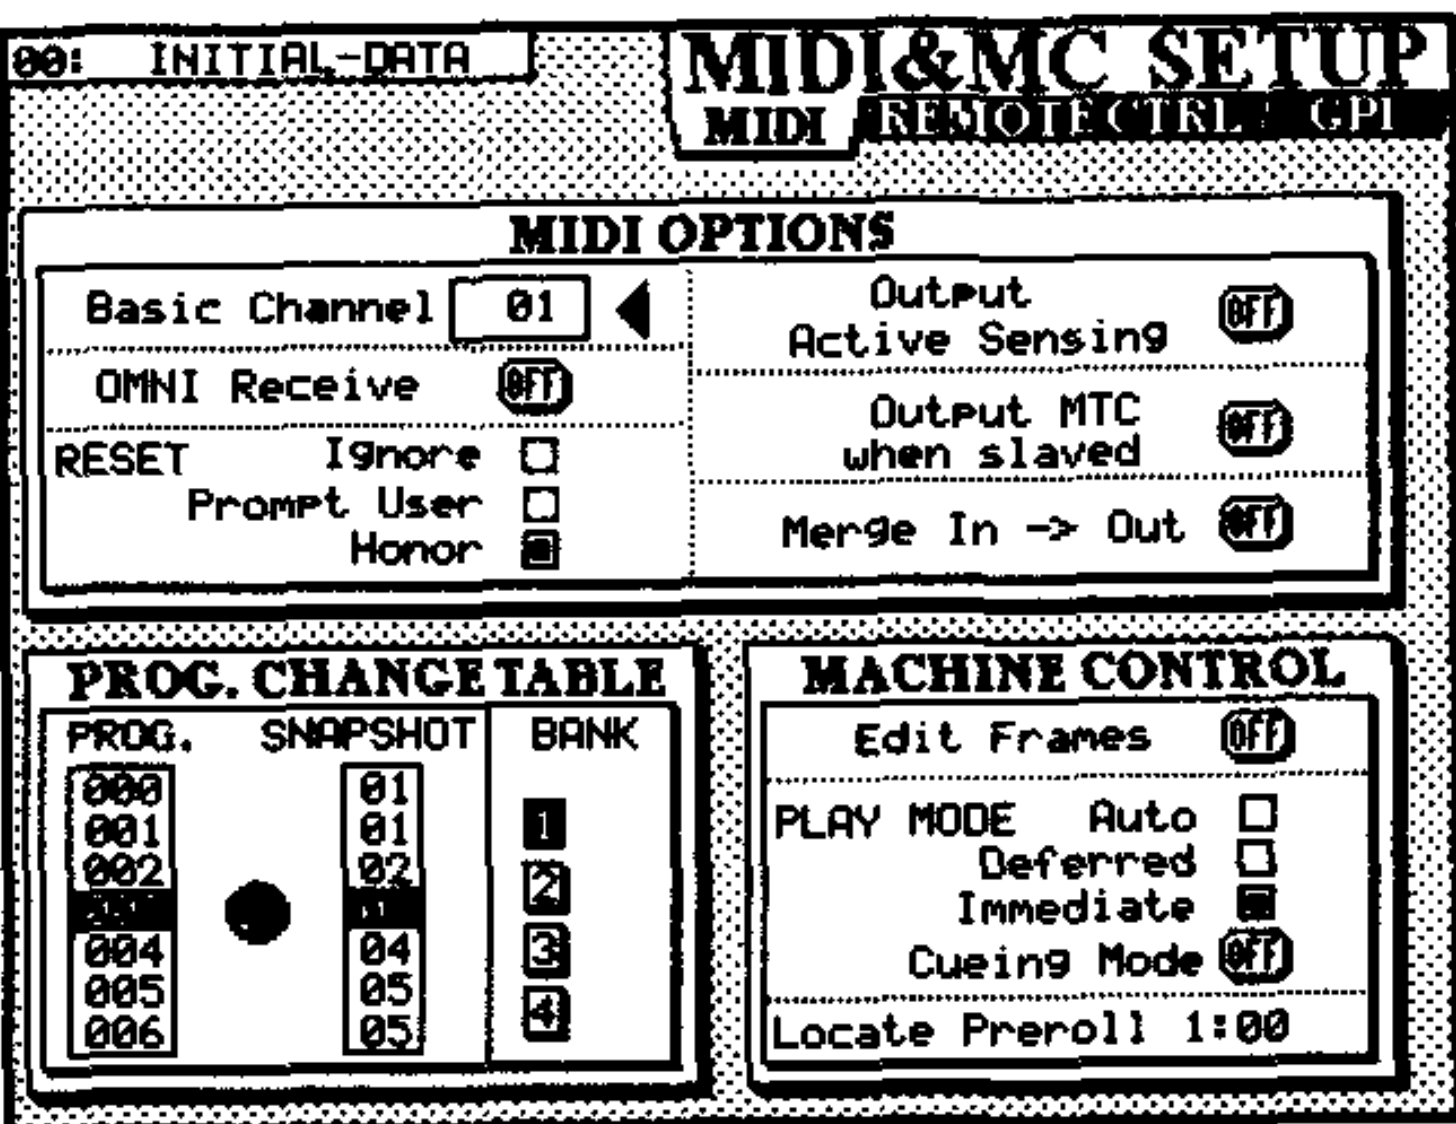 00: INITIAL-DATA
MIDI&MC SETUP
MIDI REMOTECTRL / GPI
MIDI OPTIONS
Basic Channel 01
OMNI Receive OFF
RESET Ignore
Prompt User
Honor
Output
Active Sensing OFF
Output MTC
when slaved OFF
Merge In -> Out OFF
PROG. CHANGE TABLE
PROG. SNAPSHOT BANK
000 01
001 01
002 02
004 04
005 05
006 05
1
2
3
4
MACHINE CONTROL
Edit Frames OFF
PLAY MODE Auto
Deferred
Immediate
Cueing Mode OFF
Locate Preroll 1:00